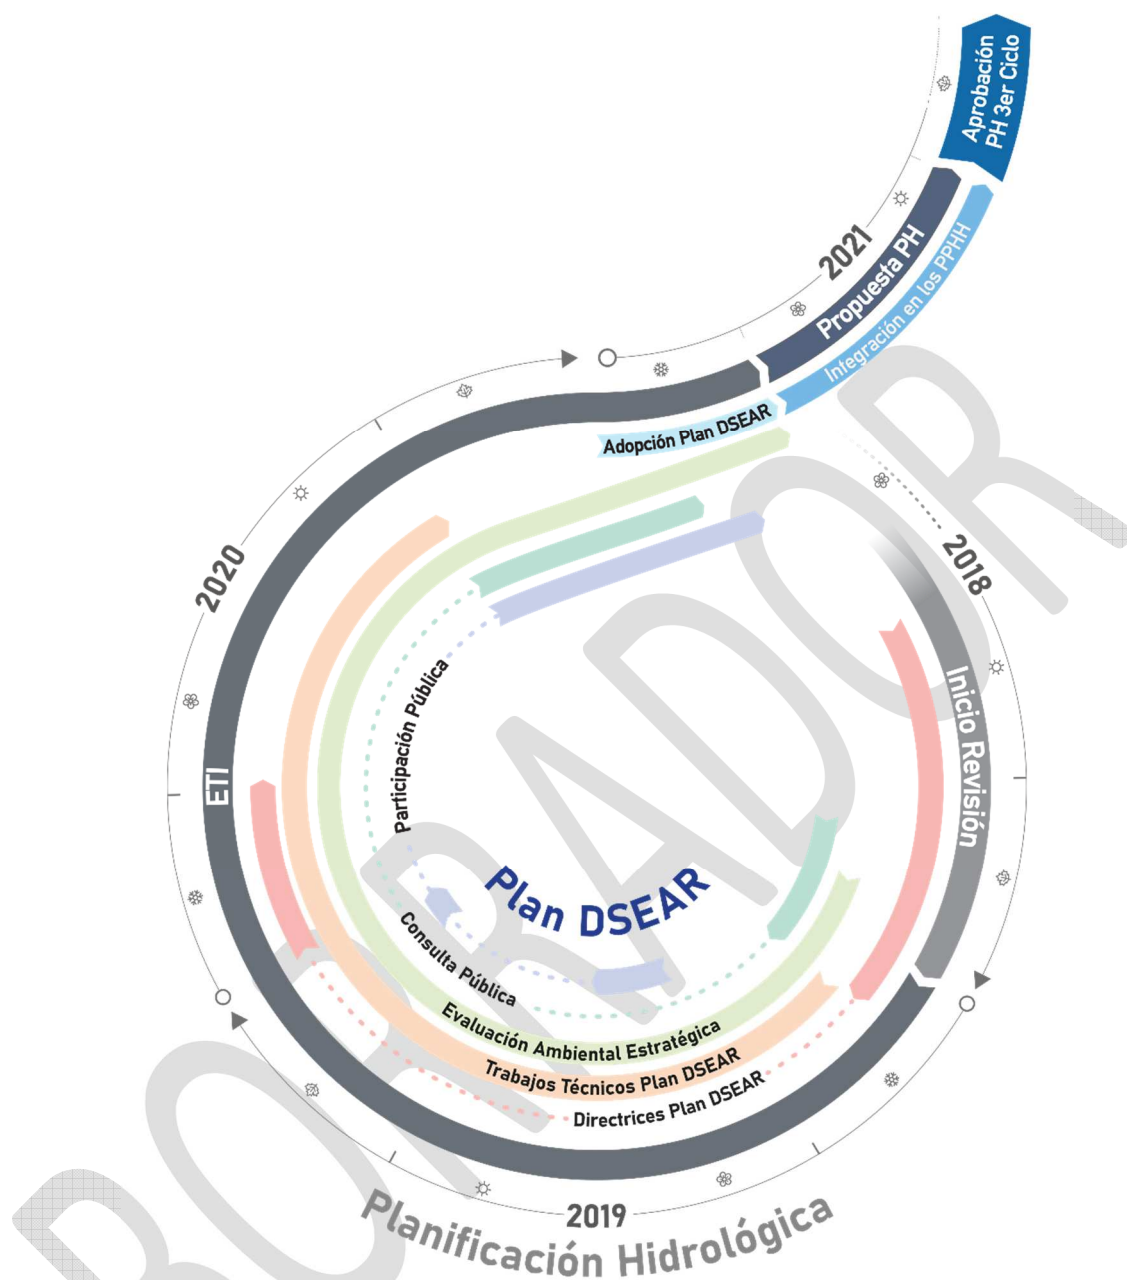 Aprobación
PH 3er Ciclo
2021
Propuesta PH
Integración en los PPHH
Adopción Plan DSEAR
2018
2020
Inicio Revisión
Participación Pública
ETI
Plan DSEAR
Consulta Pública
Evaluación Ambiental Estratégica
Trabajos Técnicos Plan DSEAR
Directrices Plan DSEAR
2019
Planificación Hidrológica
BORRADOR